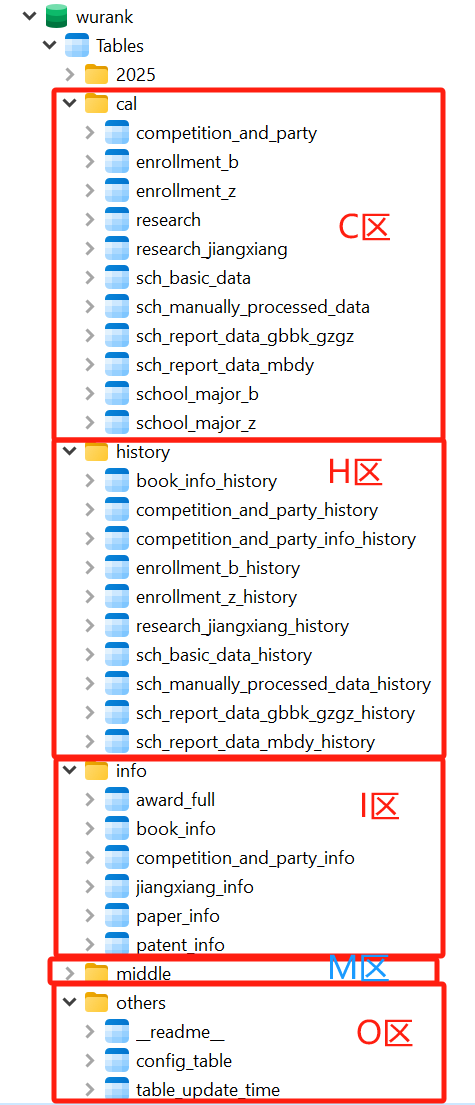 wurank
Tables
2025
cal
competition_and_party
enrollment_b
enrollment_z
research
C区
research_jiangxiang
sch_basic_data
sch_manually_processed_data
sch_report_data_gbbk_gzgz
sch_report_data_mbdy
school_major_b
school_major_z
history
H区
book_info_history
competition_and_party_history
competition_and_party_info_history
enrollment_b_history
enrollment_z_history
research_jiangxiang_history
sch_basic_data_history
sch_manually_processed_data_history
sch_report_data_gbbk_gzgz_history
sch_report_data_mbdy_history
info
award_full
I区
book_info
competition_and_party_info
jiangxiang_info
paper_info
patent_info
middle
M区
others
__readme__
O区
config_table
table_update_time